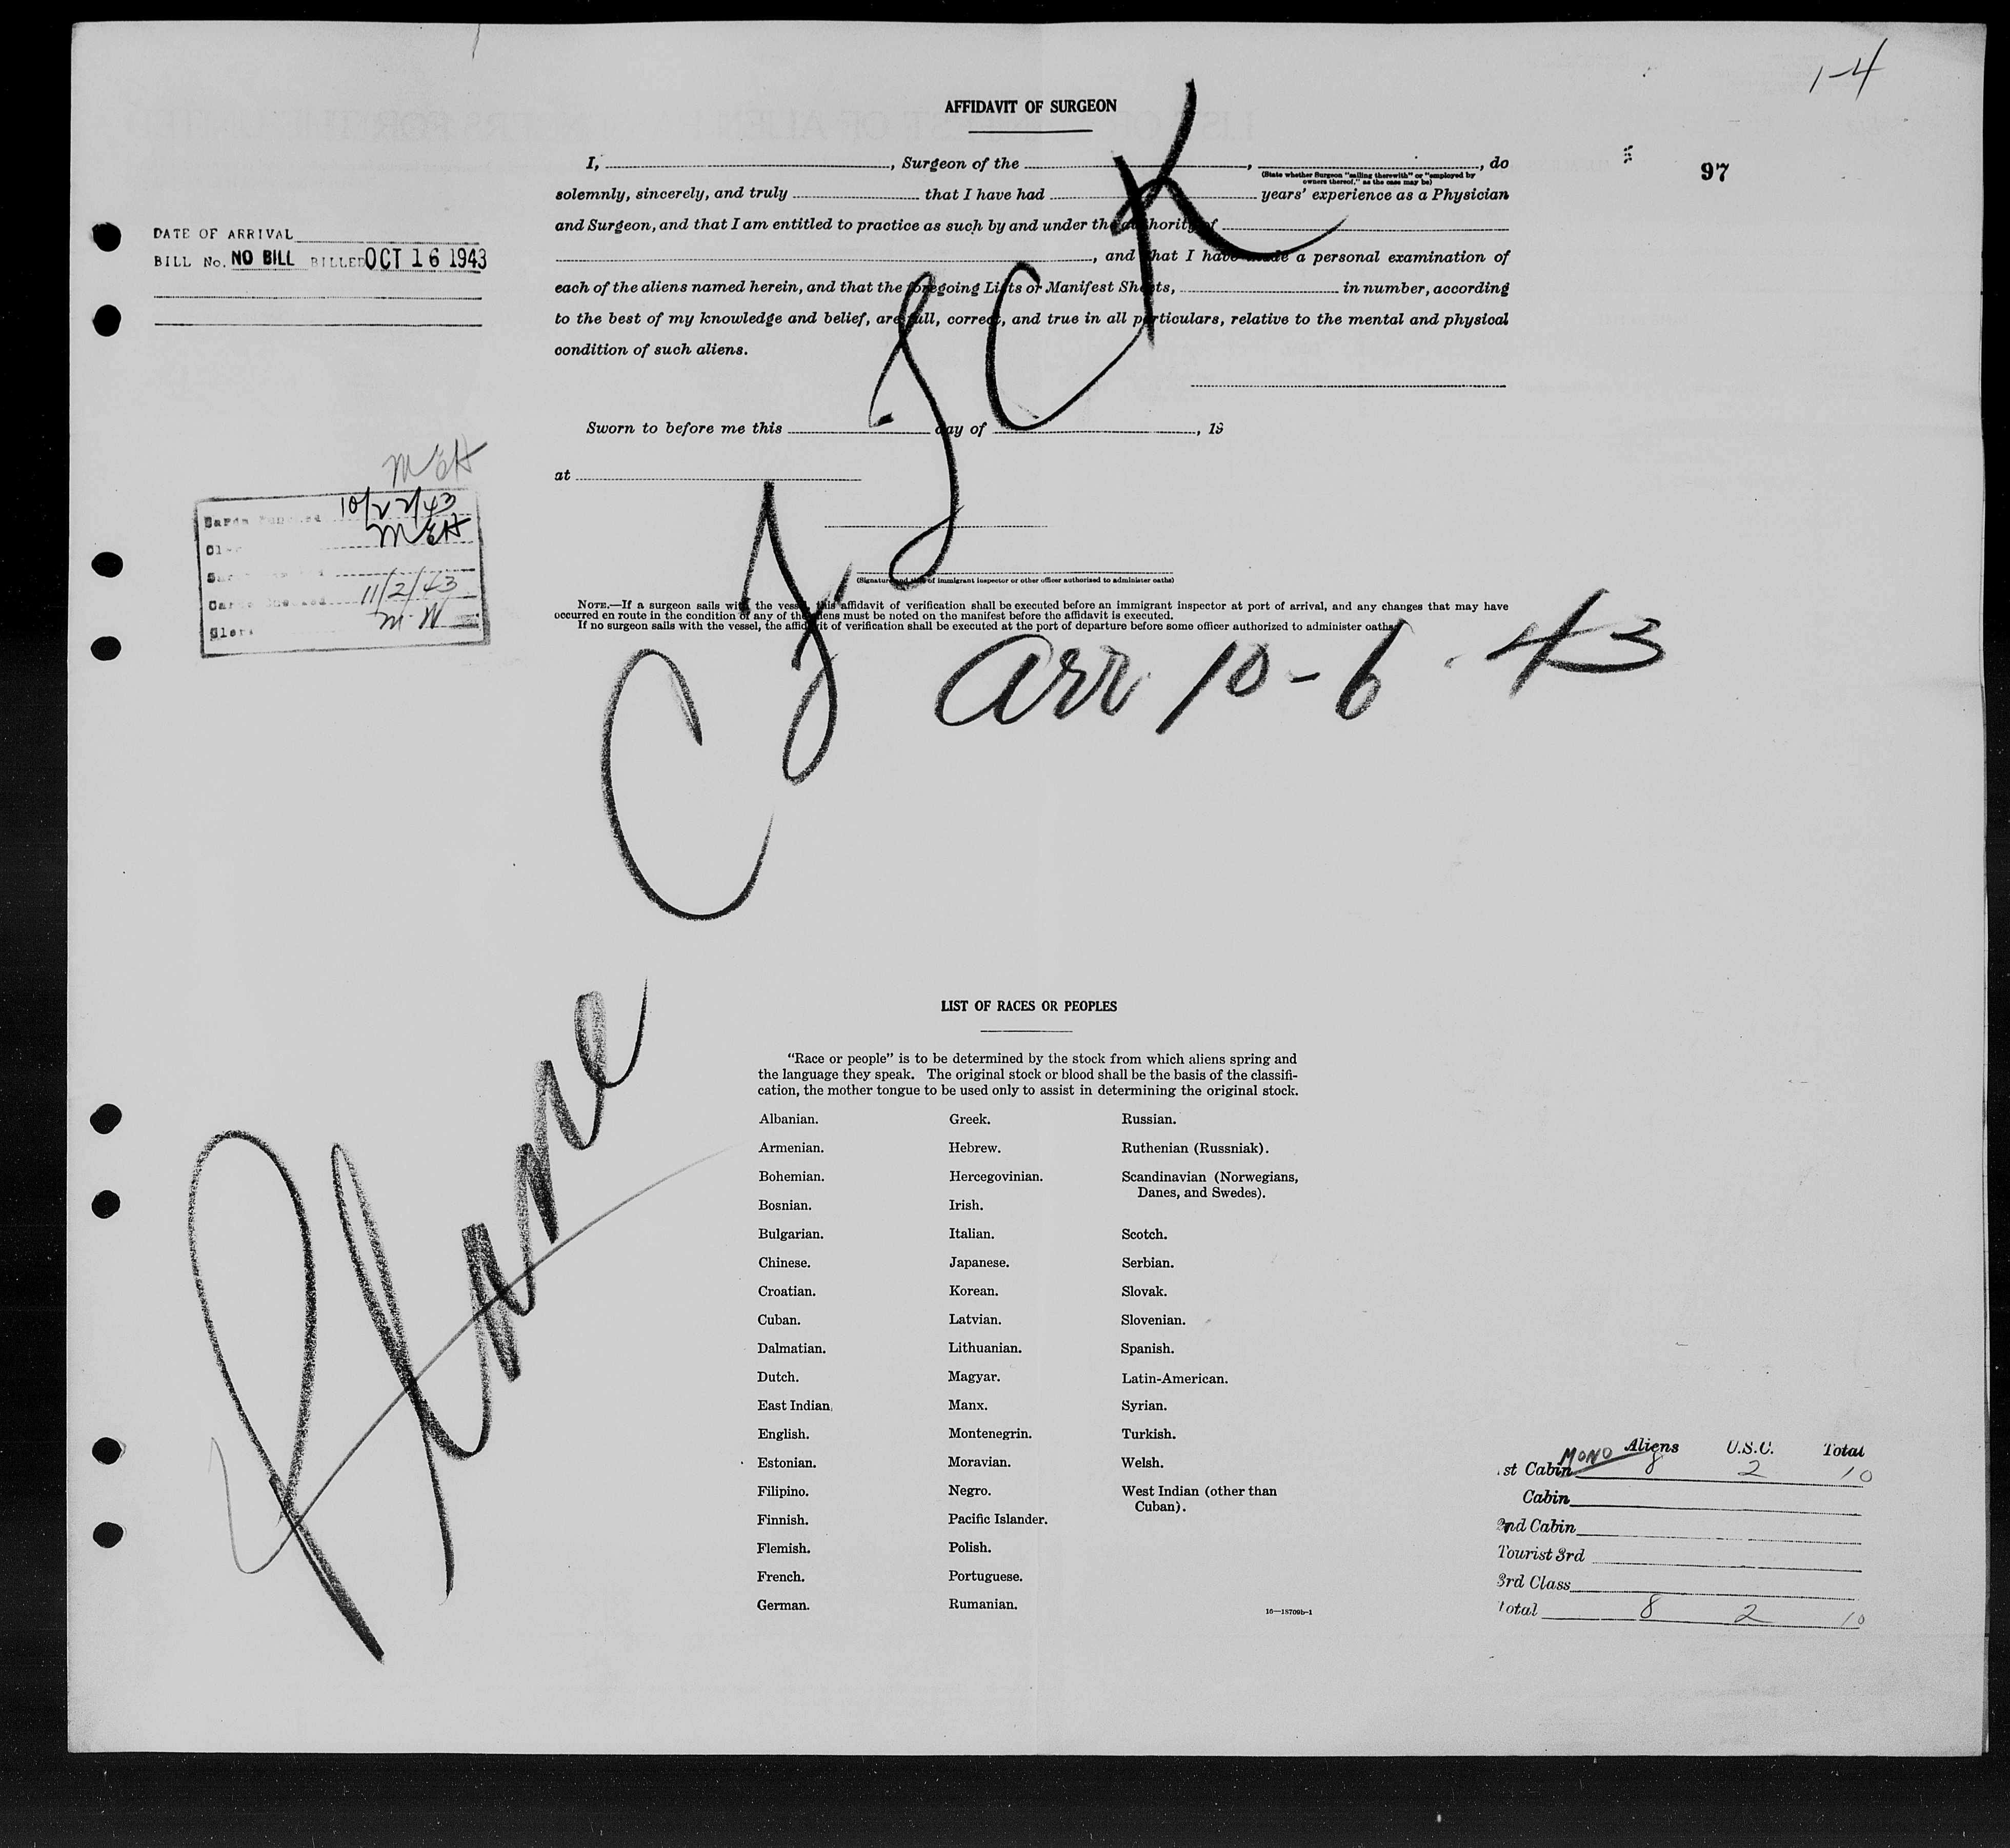 1-4
AFFIDAVIT OF SURGEON
97
I, , Surgeon of the , , do
(State whether Surgeon "sailing therewith" or "employed by
owners thereof," as the case may be)
solemnly, sincerely, and truly that I have had years' experience as a Physician
and Surgeon, and that I am entitled to practice as such by and under the authority of
, and that I have made a personal examination of
each of the aliens named herein, and that the foregoing Lists or Manifest Sheets, in number, according
to the best of my knowledge and belief, are full, correct, and true in all particulars, relative to the mental and physical
condition of such aliens.
Sworn to before me this day of , 19
at
(Signature and title of immigrant inspector or other officer authorized to administer oaths)
NOTE.—If a surgeon sails with the vessel, this affidavit of verification shall be executed before an immigrant inspector at port of arrival, and any changes that may have
occurred en route in the condition of any of the aliens must be noted on the manifest before the affidavit is executed.
If no surgeon sails with the vessel, the affidavit of verification shall be executed at the port of departure before some officer authorized to administer oaths.
DATE OF ARRIVAL
BILL No. NO BILL BILLED OCT 16 1943
MEH
Cards Punched 10/22/43
MEH
11/2/43
Clerk M.W.
Arr 10-6-43
Plane
LIST OF RACES OR PEOPLES
"Race or people" is to be determined by the stock from which aliens spring and
the language they speak. The original stock or blood shall be the basis of the classifi-
cation, the mother tongue to be used only to assist in determining the original stock.
Albanian.
Armenian.
Bohemian.
Bosnian.
Bulgarian.
Chinese.
Croatian.
Cuban.
Dalmatian.
Dutch.
East Indian.
English.
Estonian.
Filipino.
Finnish.
Flemish.
French.
German.
Greek.
Hebrew.
Hercegovinian.
Irish.
Italian.
Japanese.
Korean.
Latvian.
Lithuanian.
Magyar.
Manx.
Montenegrin.
Moravian.
Negro.
Pacific Islander.
Polish.
Portuguese.
Rumanian.
Russian.
Ruthenian (Russniak).
Scandinavian (Norwegians,
Danes, and Swedes).
Scotch.
Serbian.
Slovak.
Slovenian.
Spanish.
Latin-American.
Syrian.
Turkish.
Welsh.
West Indian (other than
Cuban).
16—15709b-1
MONO Aliens U.S.C. Total
1st Cabin 8 2 10
Cabin
2nd Cabin
Tourist 3rd
3rd Class
Total 8 2 10